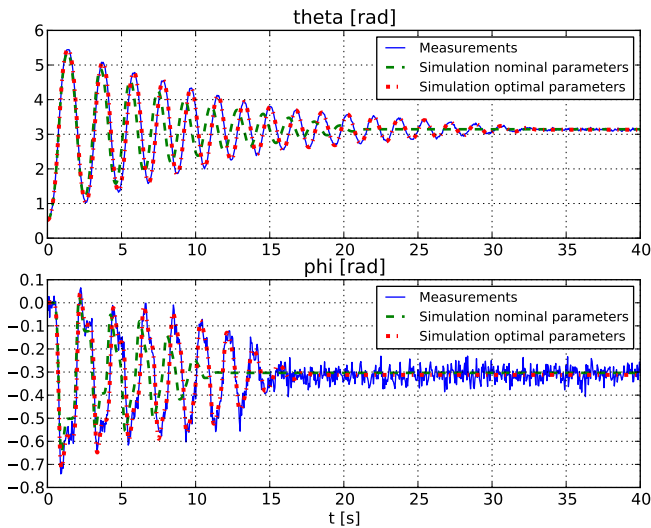 theta [rad]
6
5
4
3
2
1
0
Measurements
Simulation nominal parameters
Simulation optimal parameters
0 5 10 15 20 25 30 35 40
phi [rad]
0.1
0.0
−0.1
−0.2
−0.3
−0.4
−0.5
−0.6
−0.7
−0.8
Measurements
Simulation nominal parameters
Simulation optimal parameters
0 5 10 15 20 25 30 35 40
t [s]